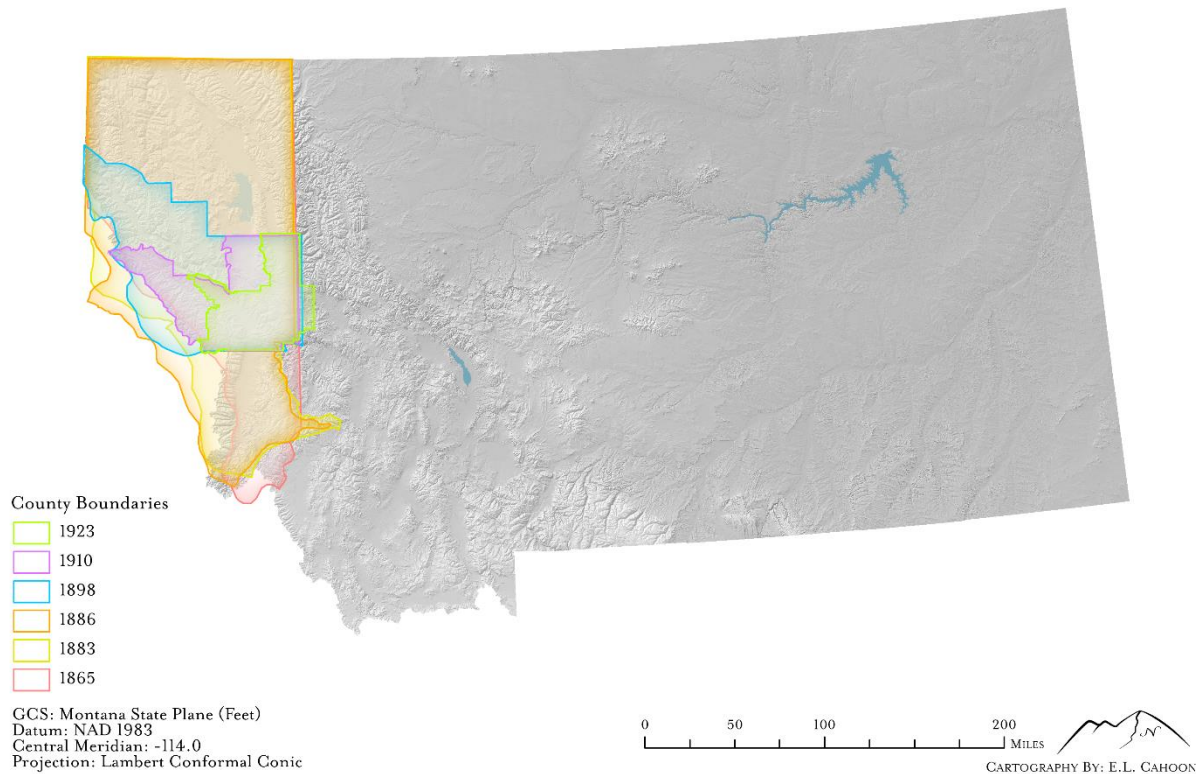 County Boundaries
1923
1910
1898
1886
1883
1865
GCS: Montana State Plane (Feet)
Datum: NAD 1983
Central Meridian: -114.0
Projection: Lambert Conformal Conic
0 50 100 200
MILES
N
CARTOGRAPHY BY: E.L. CAHOON